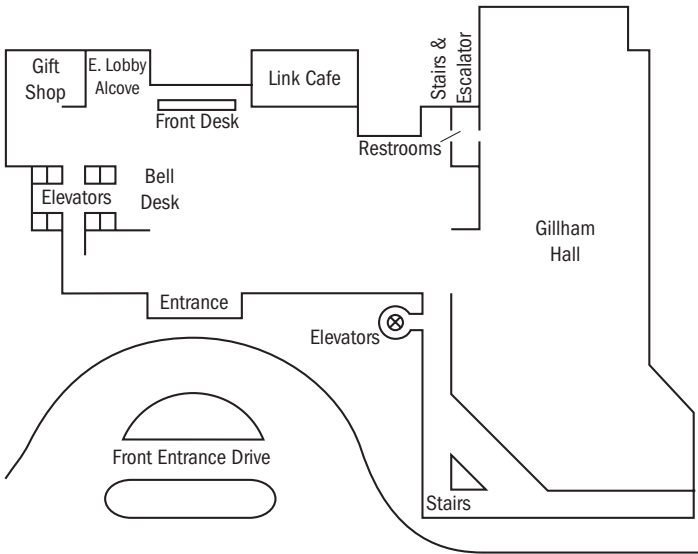 Gift
Shop
E. Lobby
Alcove
Link Cafe
Stairs &
Escalator
Front Desk
Restrooms
Elevators
Bell
Desk
Gillham
Hall
Entrance
Elevators
Front Entrance Drive
Stairs